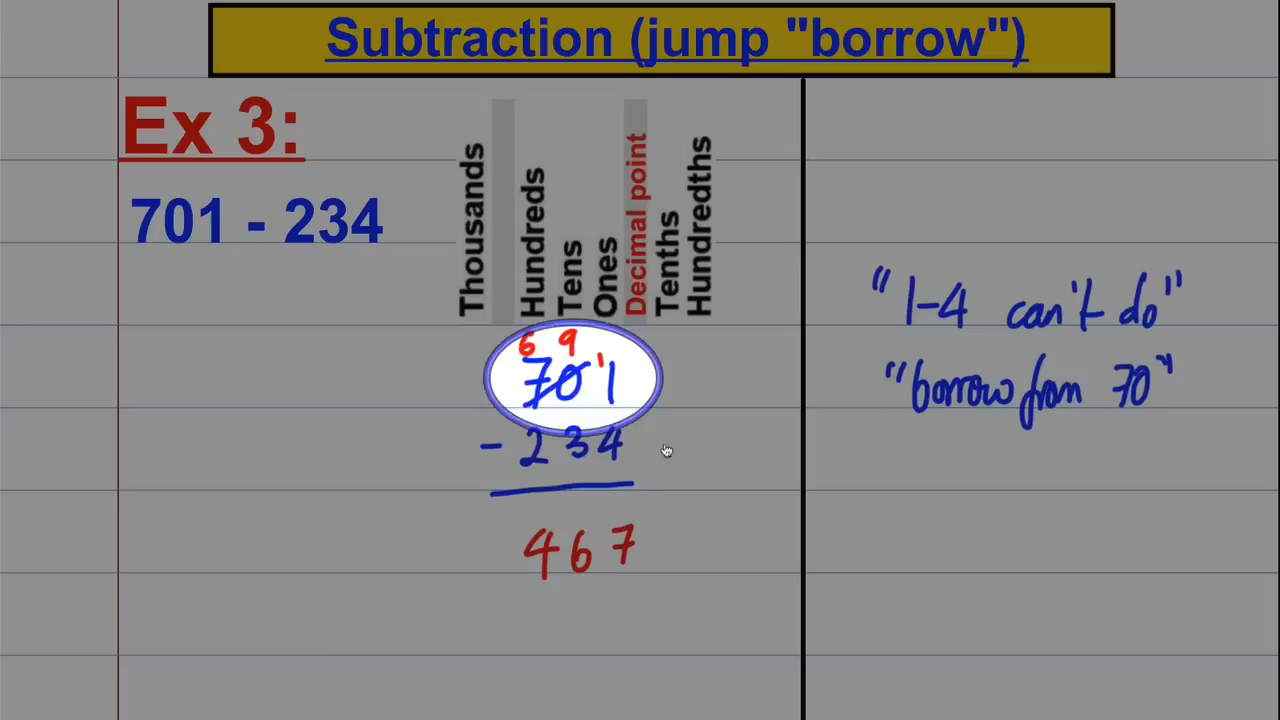 Subtraction (jump "borrow")
Ex 3:
701 - 234
Thousands
Hundreds
Tens
Ones
Decimal point
Tenths
Hundredths
6 9 1
701
- 234
467
"1-4 can't do"
"borrow from 70"